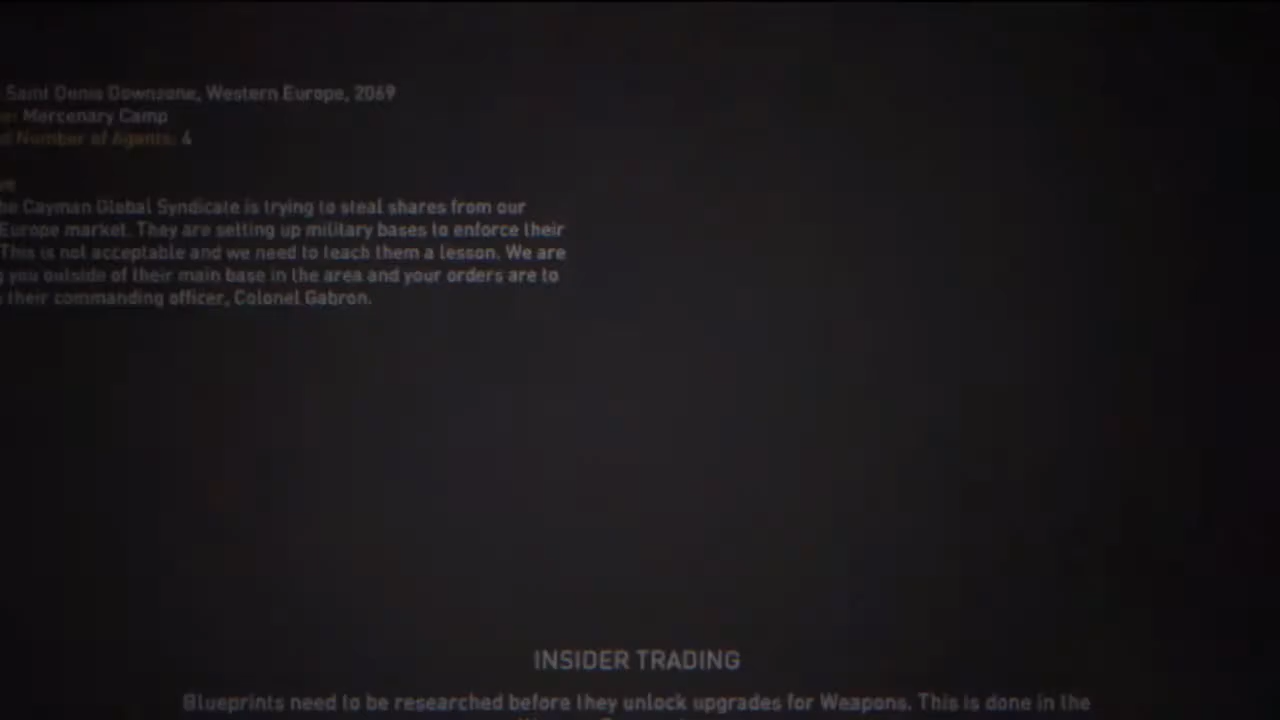 Saint Denis Downzone, Western Europe, 2069
Mercenary Camp
Number of Agents: 4
Cayman Global Syndicate is trying to steal shares from our
Europe market. They are setting up military bases to enforce their
This is not acceptable and we need to teach them a lesson. We are
you outside of their main base in the area and your orders are to
their commanding officer, Colonel Gabron.
INSIDER TRADING
Blueprints need to be researched before they unlock upgrades for Weapons. This is done in the